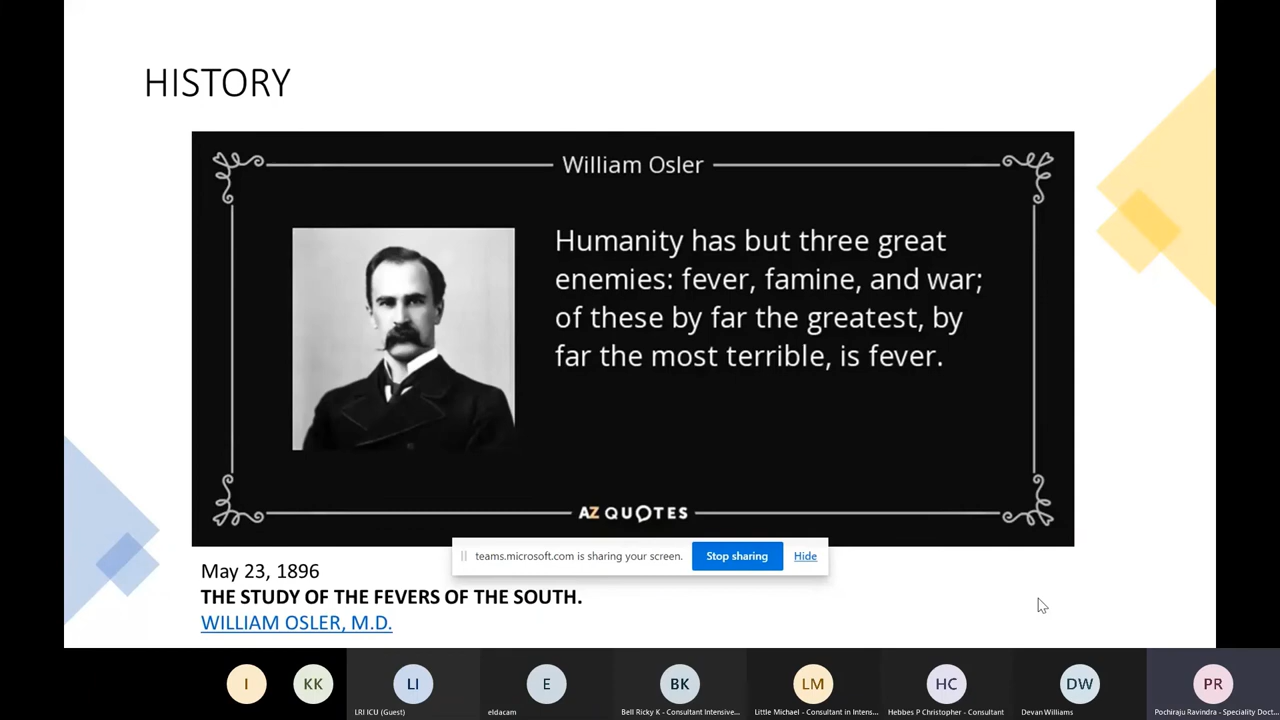 HISTORY
William Osler
Humanity has but three great
enemies: fever, famine, and war;
of these by far the greatest, by
far the most terrible, is fever.
AZ QUOTES
teams.microsoft.com is sharing your screen. Stop sharing Hide
May 23, 1896
THE STUDY OF THE FEVERS OF THE SOUTH.
WILLIAM OSLER, M.D.
I KK LI E BK LM HC DW PR
LRI ICU (Guest) eldacam Bell Ricky K - Consultant Intensive... Little Michael - Consultant in Intens... Hebbes P Christopher - Consultant Devan Williams Pochiraju Ravindra - Speciality Doct...